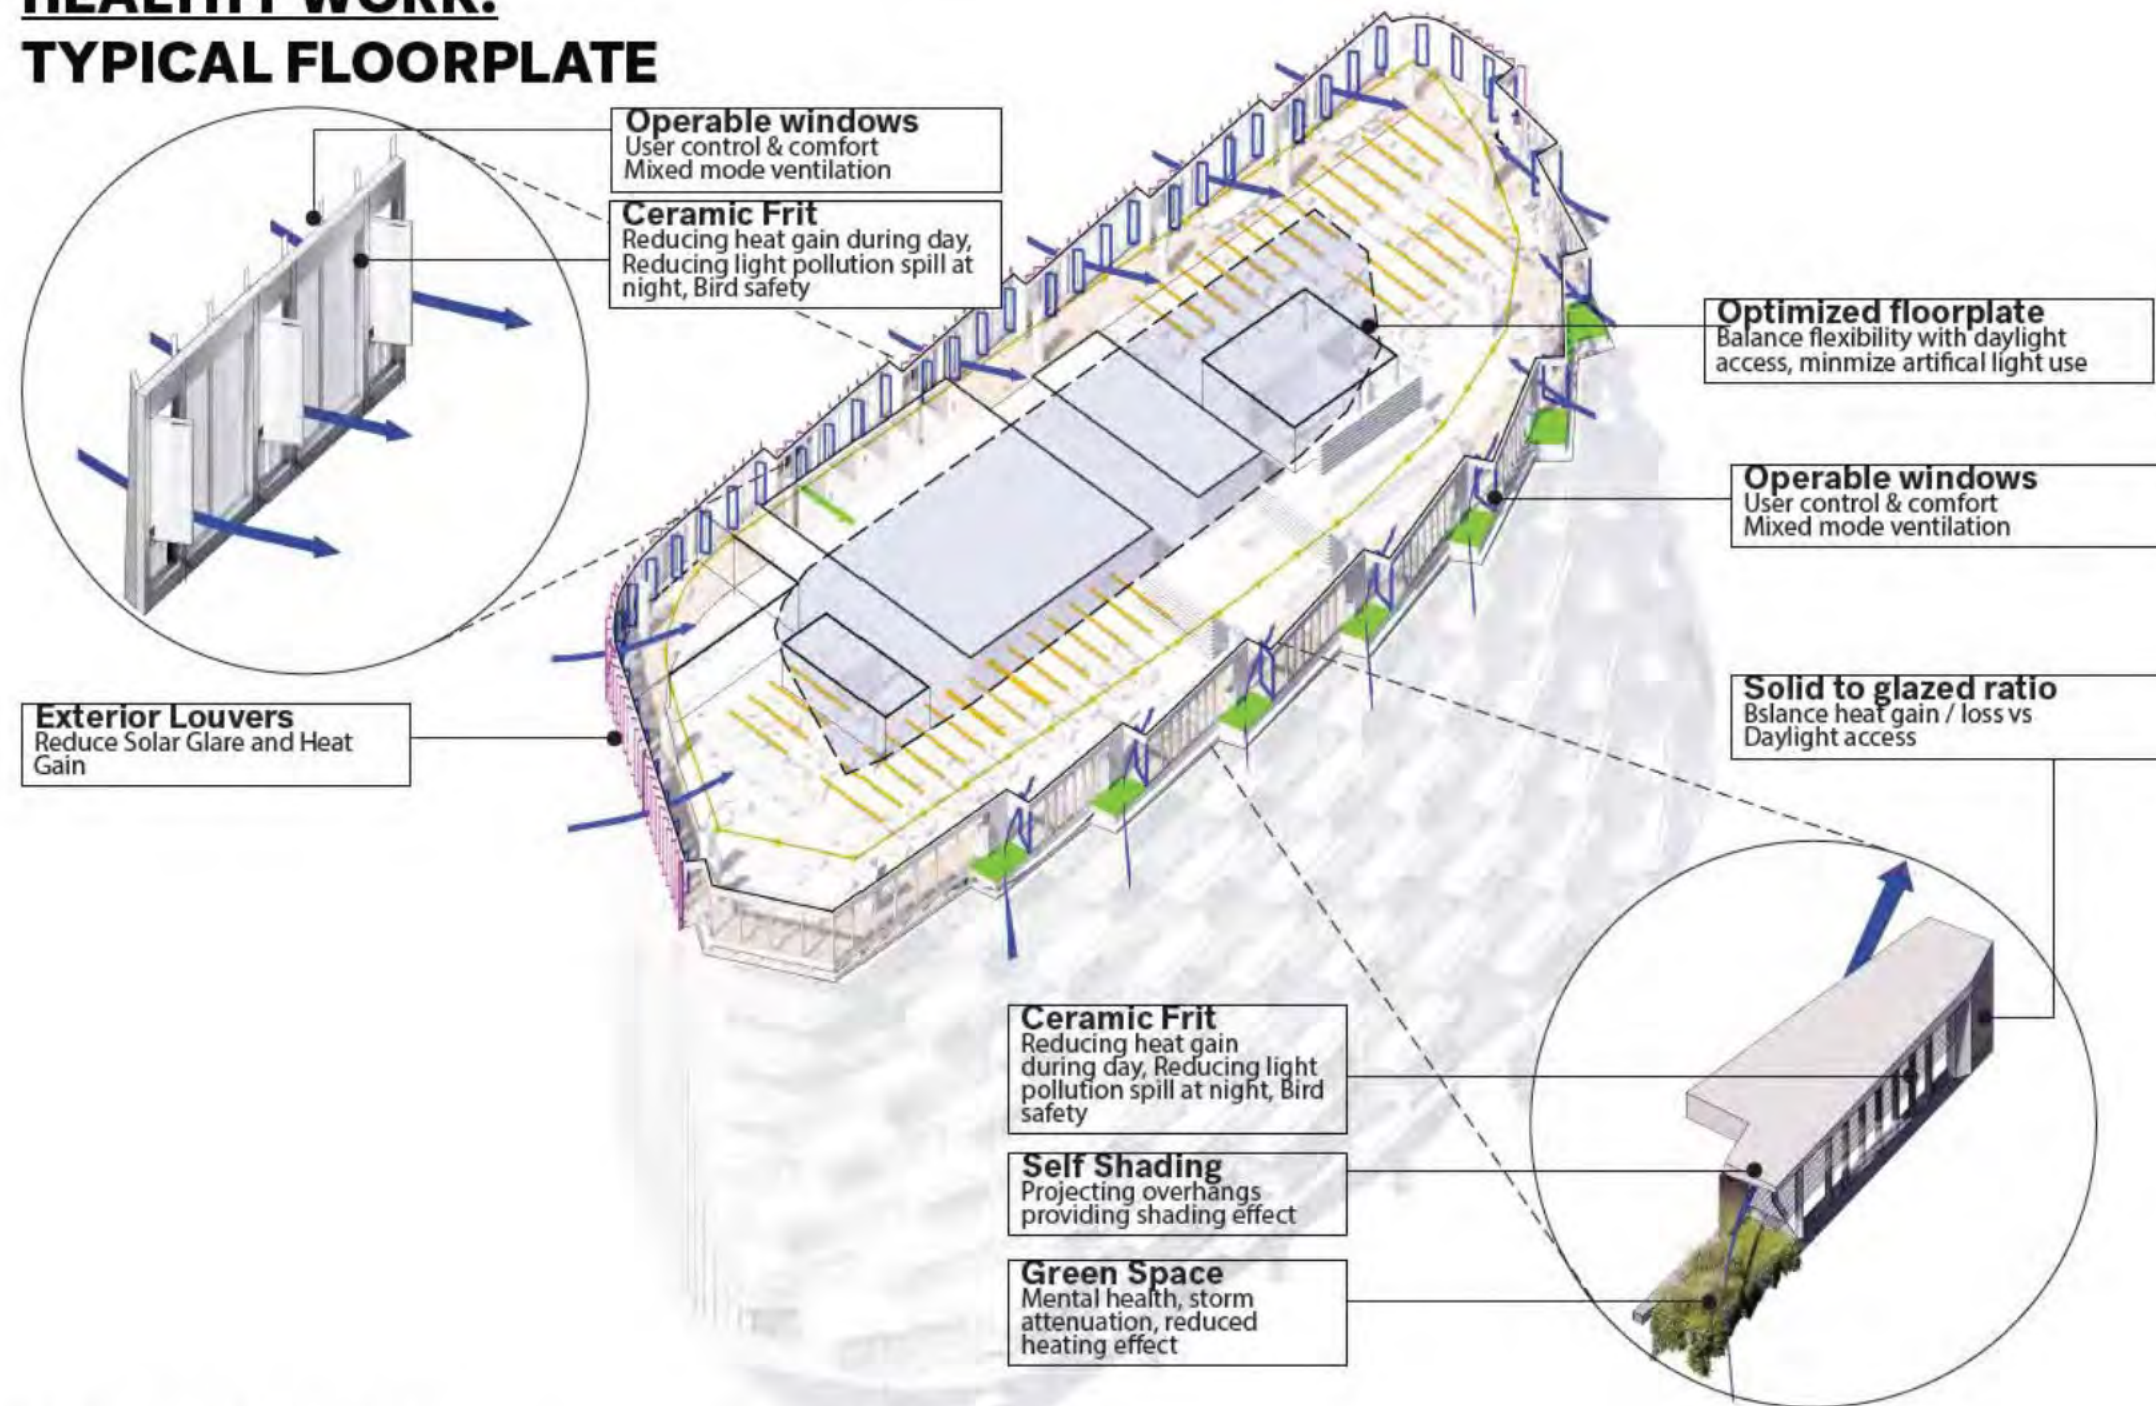 HEALTHY WORK:
TYPICAL FLOORPLATE
Operable windows
User control & comfort
Mixed mode ventilation
Ceramic Frit
Reducing heat gain during day,
Reducing light pollution spill at
night, Bird safety
Optimized floorplate
Balance flexibility with daylight
access, minmize artifical light use
Operable windows
User control & comfort
Mixed mode ventilation
Exterior Louvers
Reduce Solar Glare and Heat
Gain
Solid to glazed ratio
Bslance heat gain / loss vs
Daylight access
Ceramic Frit
Reducing heat gain
during day, Reducing light
pollution spill at night, Bird
safety
Self Shading
Projecting overhangs
providing shading effect
Green Space
Mental health, storm
attenuation, reduced
heating effect